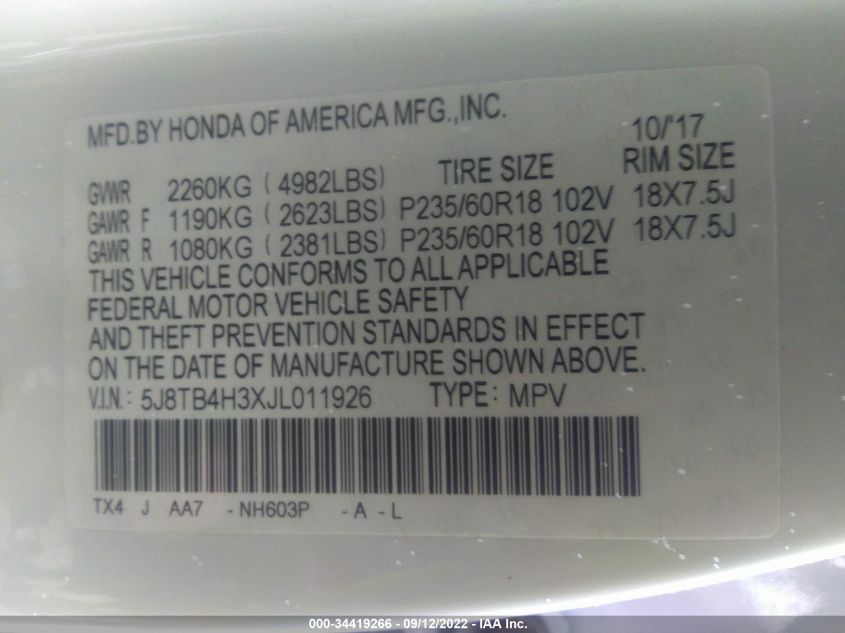 MFD.BY HONDA OF AMERICA MFG.,INC. 10/'17
GVWR 2260KG ( 4982LBS) TIRE SIZE RIM SIZE
GAWR F 1190KG ( 2623LBS) P235/60R18 102V 18X7.5J
GAWR R 1080KG ( 2381LBS) P235/60R18 102V 18X7.5J
THIS VEHICLE CONFORMS TO ALL APPLICABLE
FEDERAL MOTOR VEHICLE SAFETY
AND THEFT PREVENTION STANDARDS IN EFFECT
ON THE DATE OF MANUFACTURE SHOWN ABOVE.
V.I.N.: 5J8TB4H3XJL011926 TYPE: MPV
TX4 J AA7 - NH603P - A - L
000-34419266 - 09/12/2022 - IAA Inc.